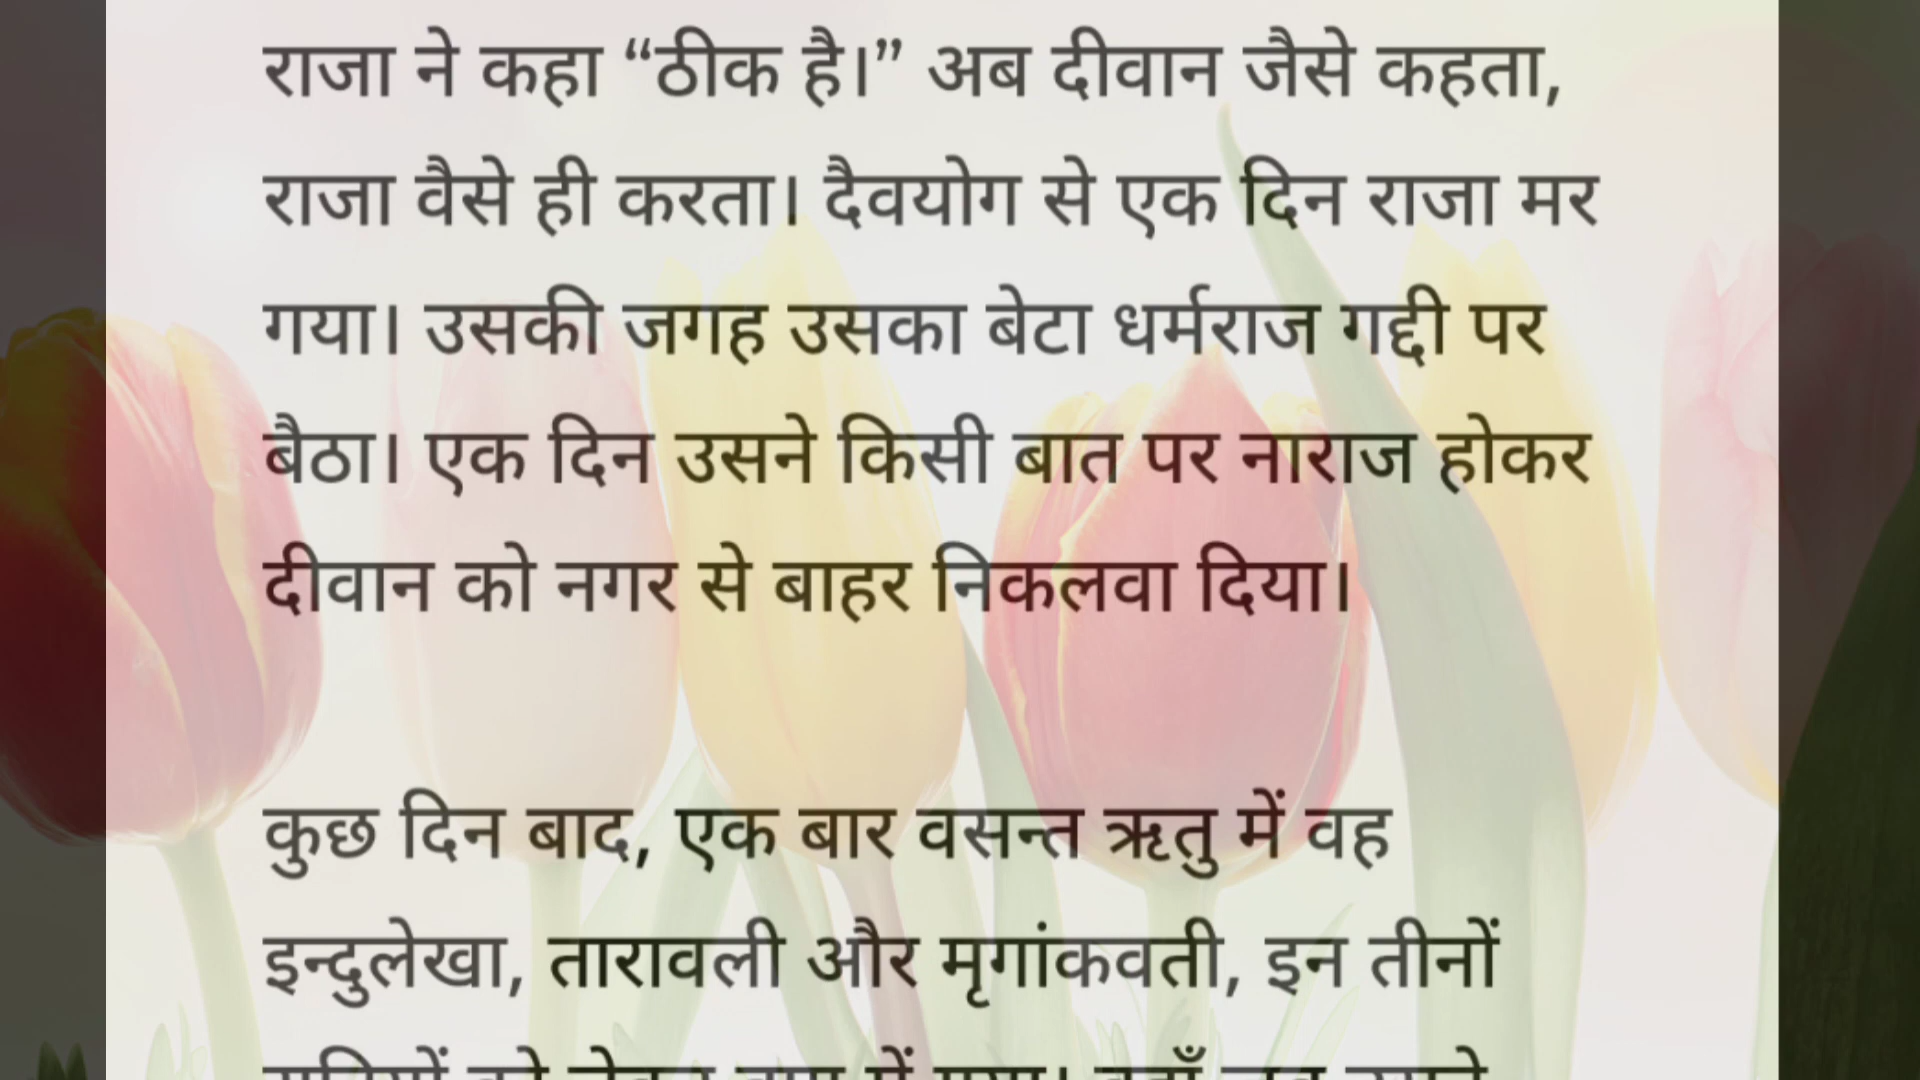 राजा ने कहा “ठीक है।” अब दीवान जैसे कहता,
राजा वैसे ही करता। दैवयोग से एक दिन राजा मर
गया। उसकी जगह उसका बेटा धर्मराज गद्दी पर
बैठा। एक दिन उसने किसी बात पर नाराज होकर
दीवान को नगर से बाहर निकलवा दिया।
कुछ दिन बाद, एक बार वसन्त ऋतु में वह
इन्दुलेखा, तारावली और मृगांकवती, इन तीनों